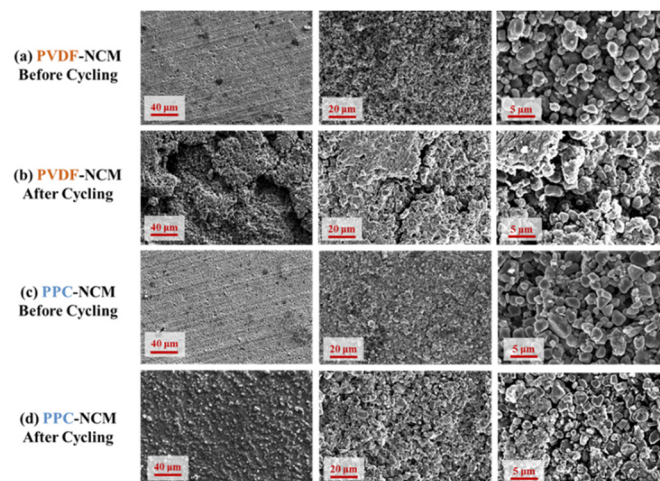 (a) PVDF-NCM
Before Cycling
40 μm
20 μm
5 μm
(b) PVDF-NCM
After Cycling
40 μm
20 μm
5 μm
(c) PPC-NCM
Before Cycling
40 μm
20 μm
5 μm
(d) PPC-NCM
After Cycling
40 μm
20 μm
5 μm